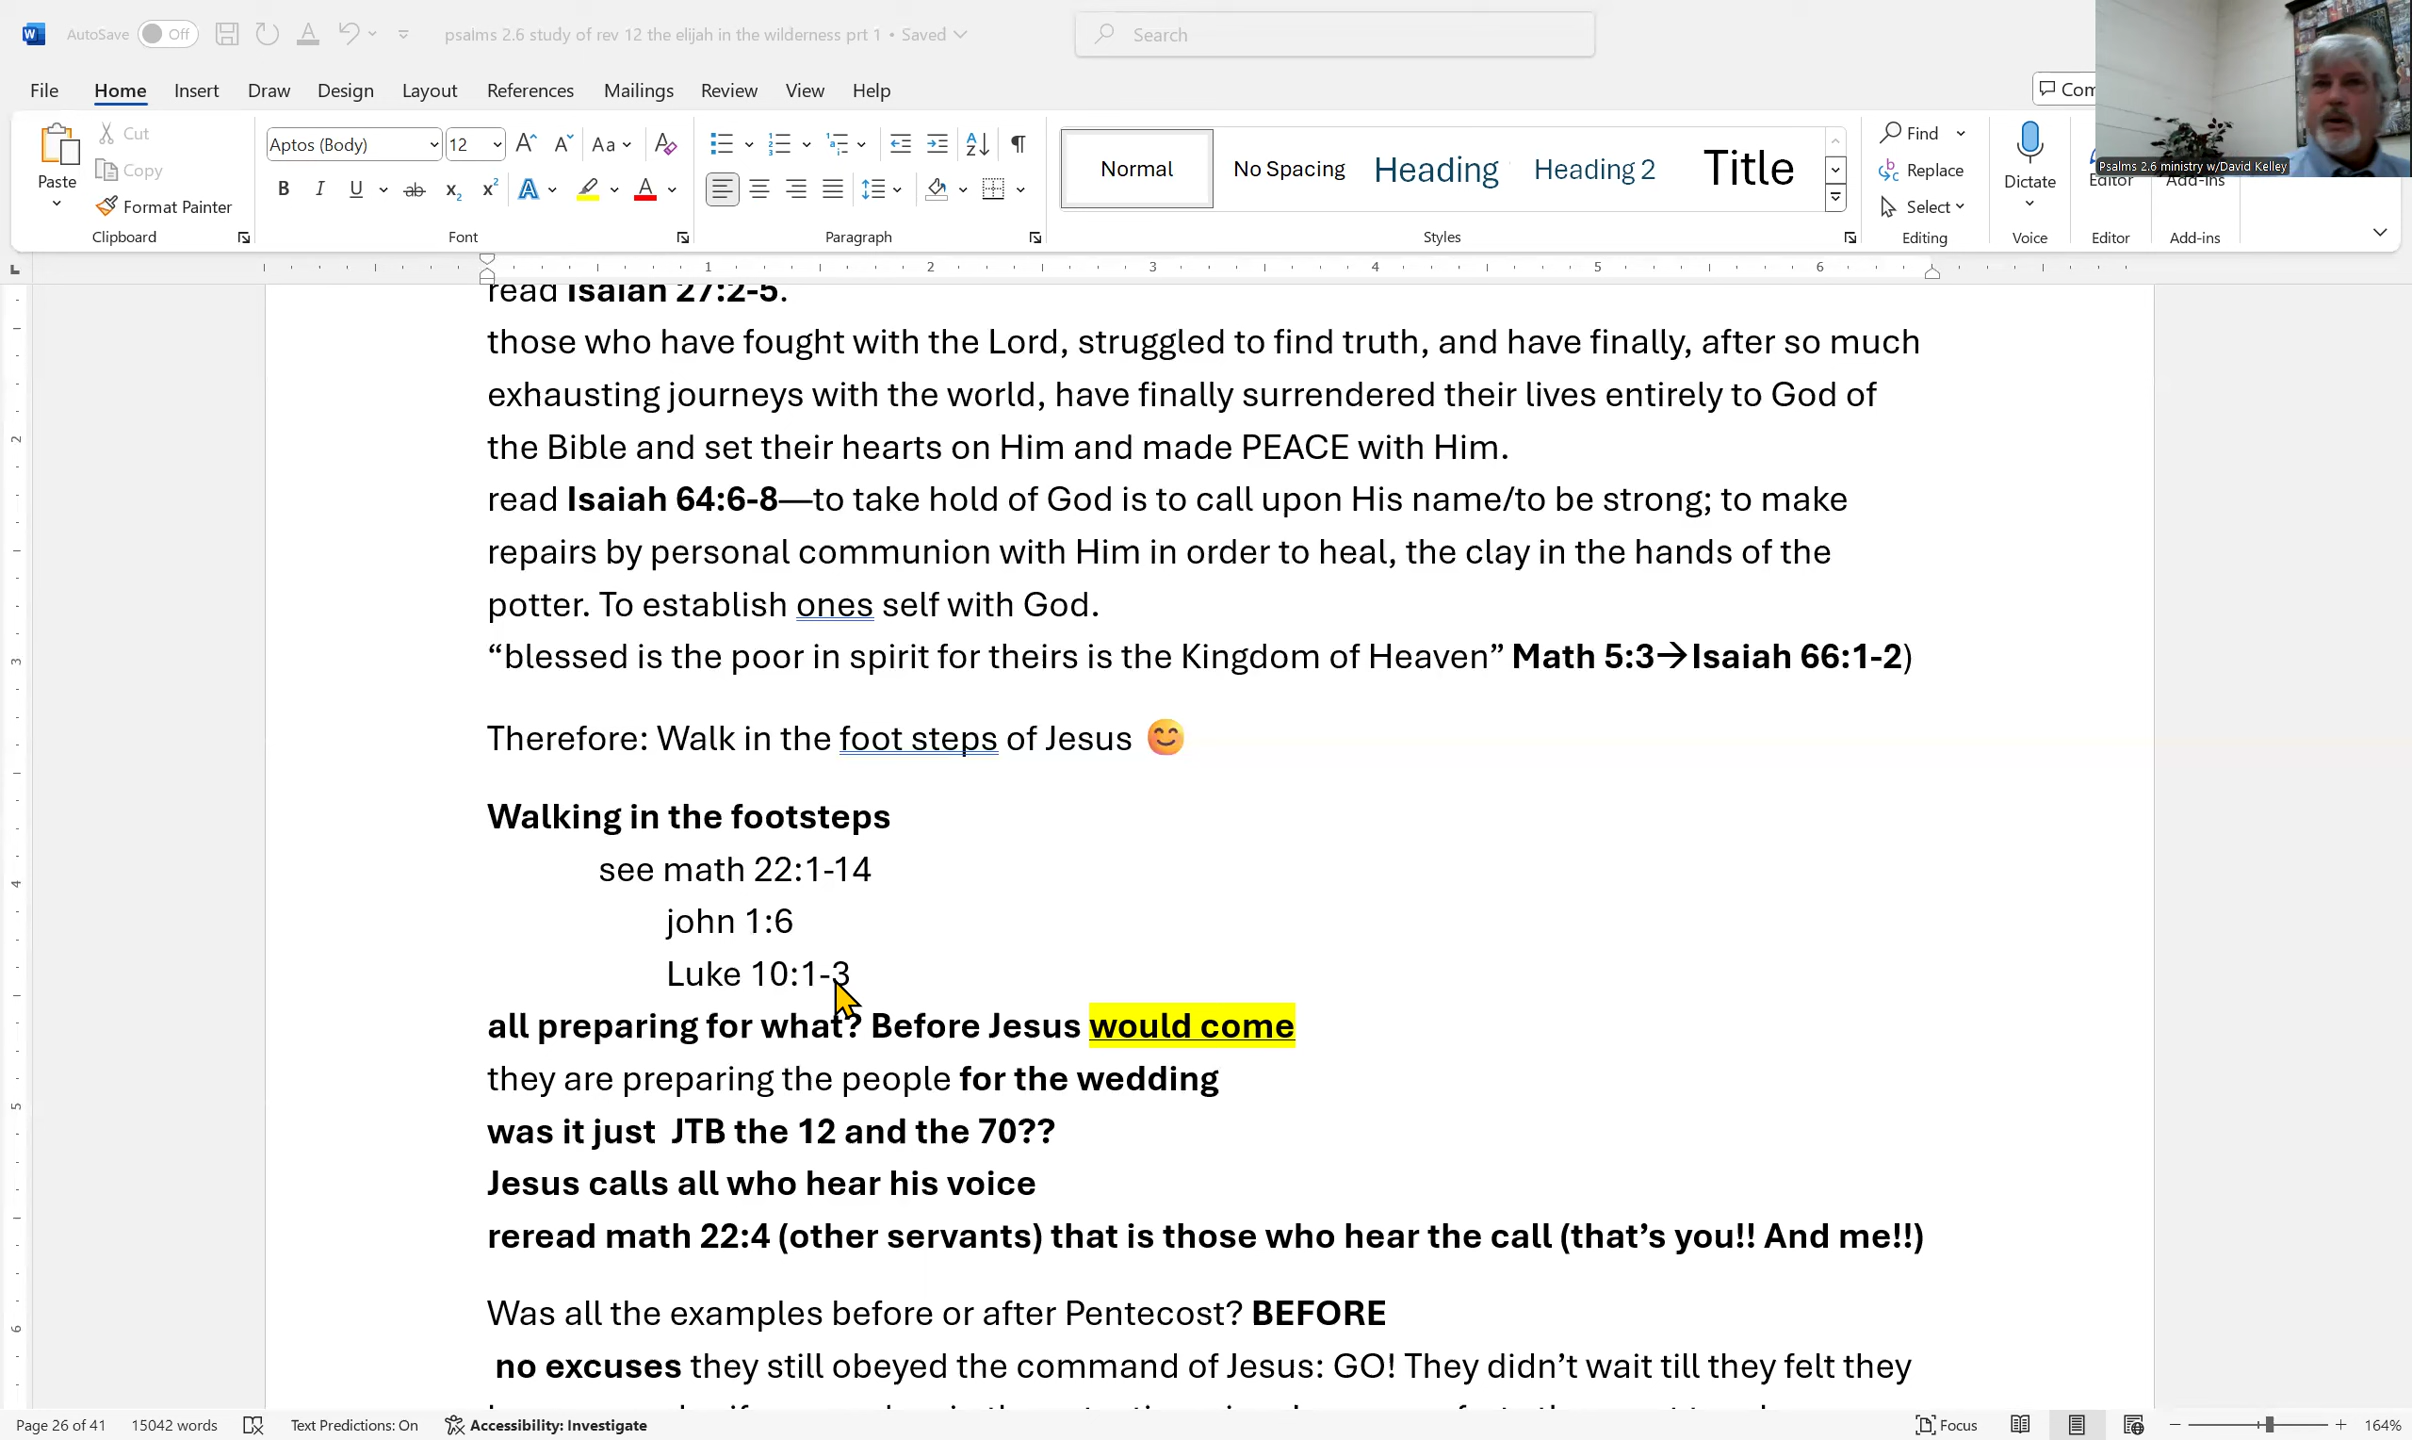 AutoSave Off psalms 2.6 study of rev 12 the elijah in the wilderness prt 1 • Saved Search
File Home Insert Draw Design Layout References Mailings Review View Help
Psalms 2.6 ministry w/David Kelley
Paste Cut Copy Format Painter Clipboard
Aptos (Body) 12 Aa Font
Paragraph
Normal No Spacing Heading Heading 2 Title Styles
Find Replace Select Editing
Dictate Voice
Editor Editor
Add-ins Add-ins
1 2 3 4 5 6
read Isaiah 27:2-5.
those who have fought with the Lord, struggled to find truth, and have finally, after so much
exhausting journeys with the world, have finally surrendered their lives entirely to God of
the Bible and set their hearts on Him and made PEACE with Him.
read Isaiah 64:6-8—to take hold of God is to call upon His name/to be strong; to make
repairs by personal communion with Him in order to heal, the clay in the hands of the
potter. To establish ones self with God.
“blessed is the poor in spirit for theirs is the Kingdom of Heaven” Math 5:3→Isaiah 66:1-2)
Therefore: Walk in the foot steps of Jesus 😊
Walking in the footsteps
see math 22:1-14
john 1:6
Luke 10:1-3
all preparing for what? Before Jesus would come
they are preparing the people for the wedding
was it just JTB the 12 and the 70??
Jesus calls all who hear his voice
reread math 22:4 (other servants) that is those who hear the call (that’s you!! And me!!)
Was all the examples before or after Pentecost? BEFORE
no excuses they still obeyed the command of Jesus: GO! They didn’t wait till they felt they
Page 26 of 41 15042 words Text Predictions: On Accessibility: Investigate Focus 164%